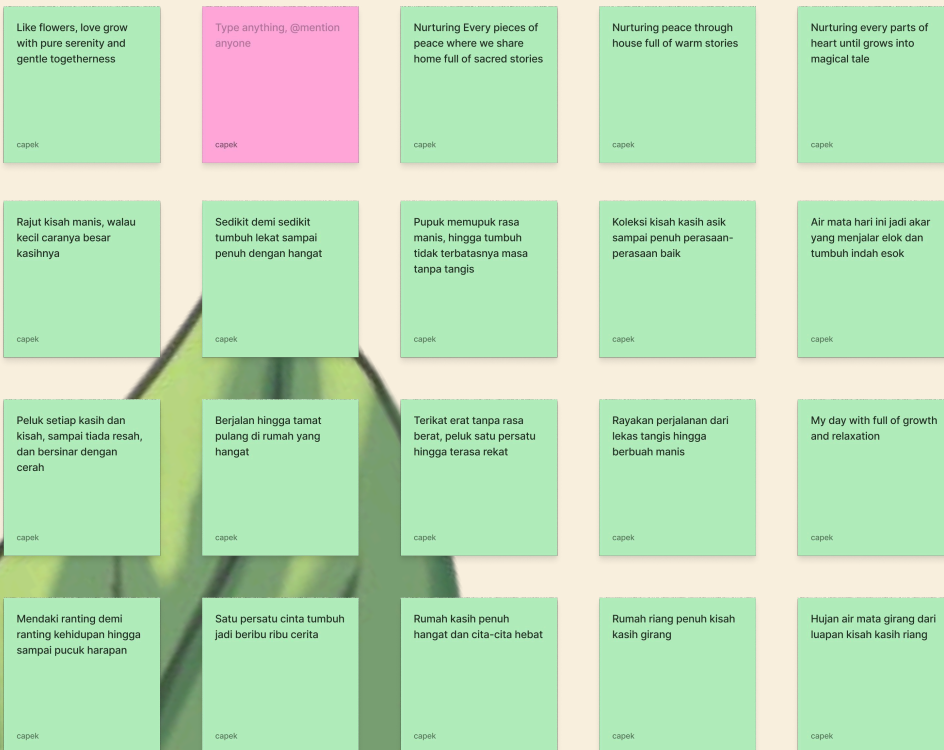 Like flowers, love grow
with pure serenity and
gentle togetherness
capek
Type anything, @mention
anyone
capek
Nurturing Every pieces of
peace where we share
home full of sacred stories
capek
Nurturing peace through
house full of warm stories
capek
Nurturing every parts of
heart until grows into
magical tale
capek
Rajut kisah manis, walau
kecil caranya besar
kasihnya
capek
Sedikit demi sedikit
tumbuh lekat sampai
penuh dengan hangat
capek
Pupuk memupuk rasa
manis, hingga tumbuh
tidak terbatasnya masa
tanpa tangis
capek
Koleksi kisah kasih asik
sampai penuh perasaan-
perasaan baik
capek
Air mata hari ini jadi akar
yang menjalar elok dan
tumbuh indah esok
capek
Peluk setiap kasih dan
kisah, sampai tiada resah,
dan bersinar dengan
cerah
capek
Berjalan hingga tamat
pulang di rumah yang
hangat
capek
Terikat erat tanpa rasa
berat, peluk satu persatu
hingga terasa rekat
capek
Rayakan perjalanan dari
lekas tangis hingga
berbuah manis
capek
My day with full of growth
and relaxation
capek
Mendaki ranting demi
ranting kehidupan hingga
sampai pucuk harapan
capek
Satu persatu cinta tumbuh
jadi beribu ribu cerita
capek
Rumah kasih penuh
hangat dan cita-cita hebat
capek
Rumah riang penuh kisah
kasih girang
capek
Hujan air mata girang dari
luapan kisah kasih riang
capek